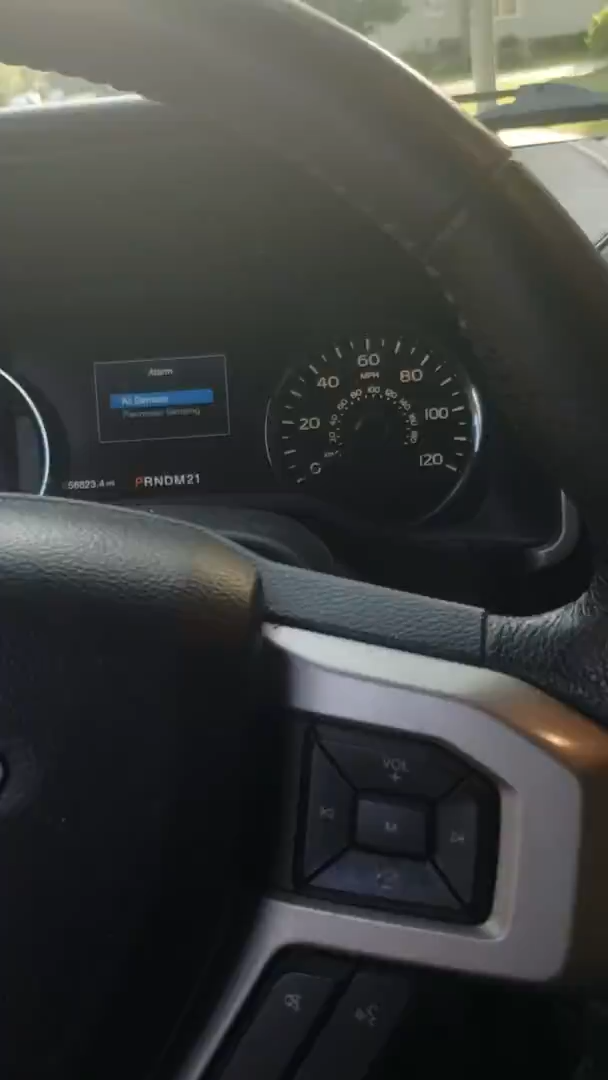 Alarm
All Sensors
Perimeter Sensing
56823.4 mi
PRNDM21
0 20 40 60 80 100 120
MPH
VOL
+
M